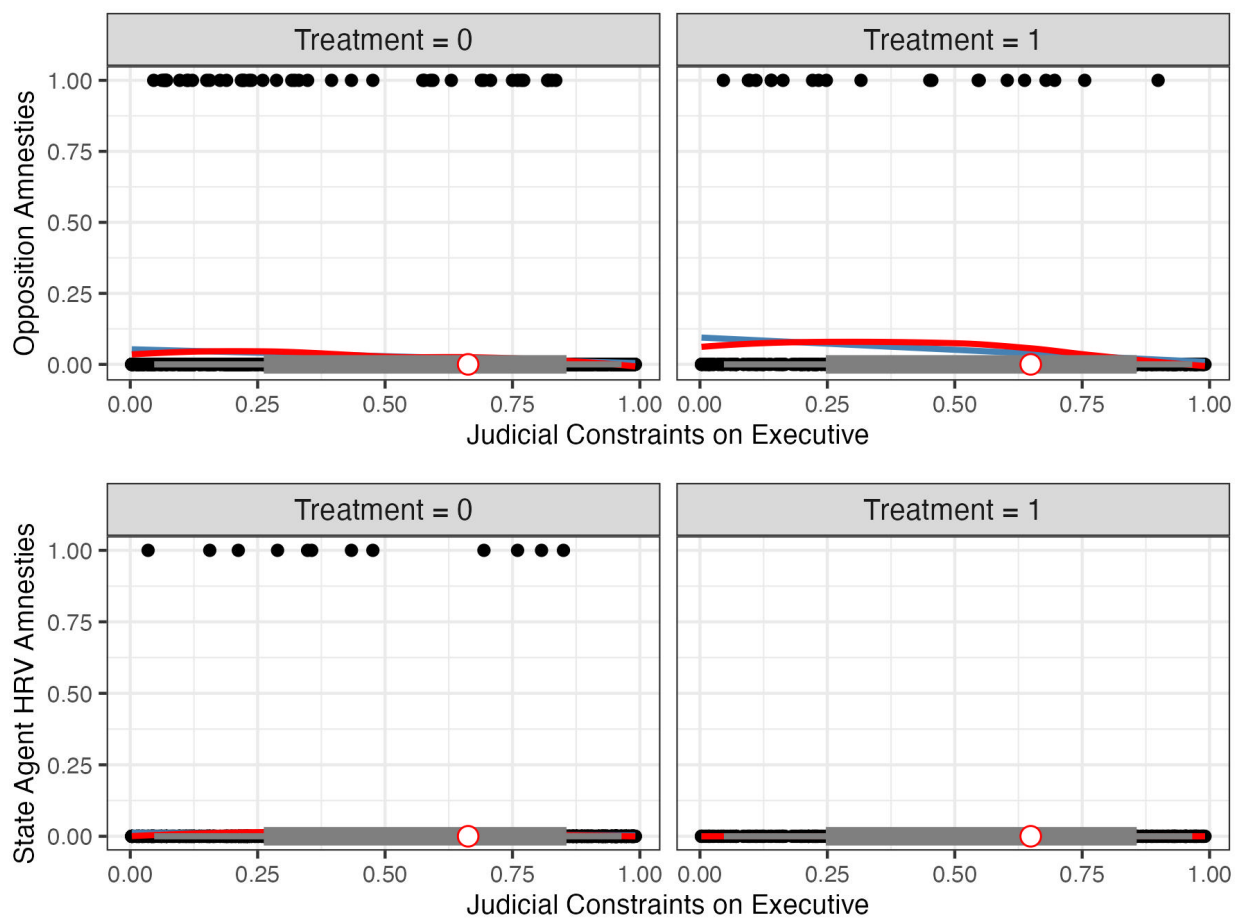 Treatment = 0
Treatment = 1
Opposition Amnesties
1.00
0.75
0.50
0.25
0.00
0.00 0.25 0.50 0.75 1.00
0.00 0.25 0.50 0.75 1.00
Judicial Constraints on Executive
Treatment = 0
Treatment = 1
State Agent HRV Amnesties
1.00
0.75
0.50
0.25
0.00
0.00 0.25 0.50 0.75 1.00
0.00 0.25 0.50 0.75 1.00
Judicial Constraints on Executive